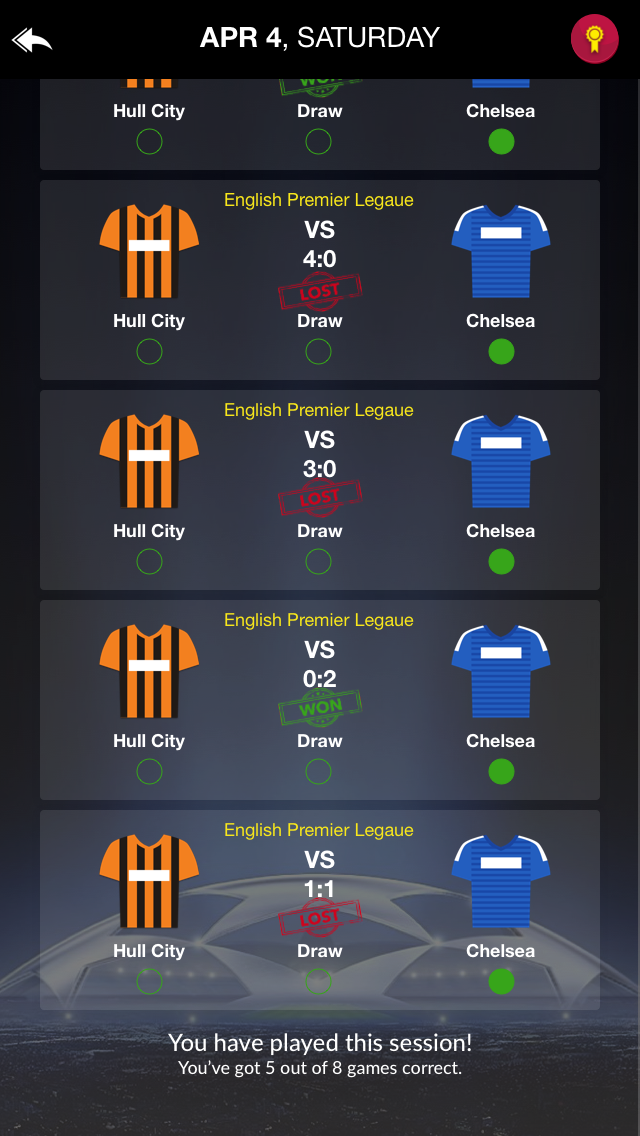 APR 4, SATURDAY
WON
Hull City Draw Chelsea
English Premier Legaue
VS
4:0
LOST
Hull City Draw Chelsea
English Premier Legaue
VS
3:0
LOST
Hull City Draw Chelsea
English Premier Legaue
VS
0:2
WON
Hull City Draw Chelsea
English Premier Legaue
VS
1:1
LOST
Hull City Draw Chelsea
You have played this session!
You've got 5 out of 8 games correct.